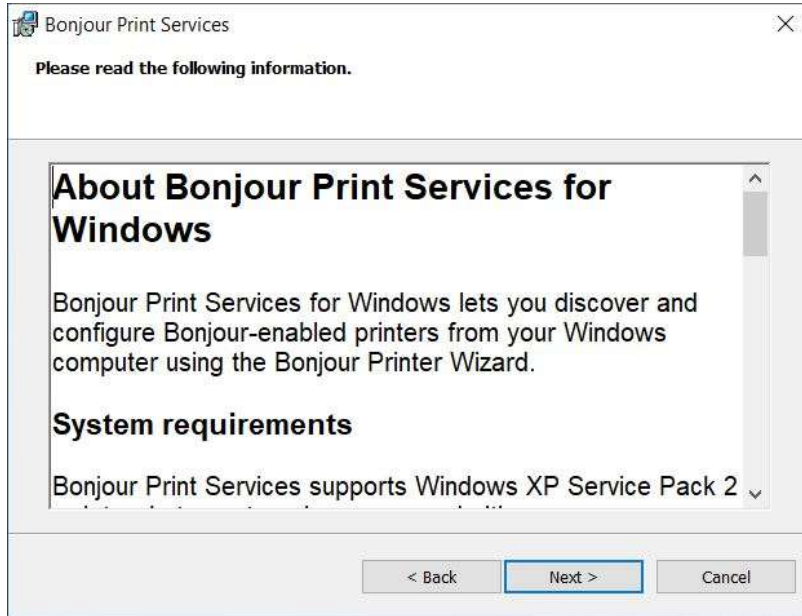 Bonjour Print Services
Please read the following information.
About Bonjour Print Services for
Windows
Bonjour Print Services for Windows lets you discover and
configure Bonjour-enabled printers from your Windows
computer using the Bonjour Printer Wizard.
System requirements
Bonjour Print Services supports Windows XP Service Pack 2
< Back
Next >
Cancel